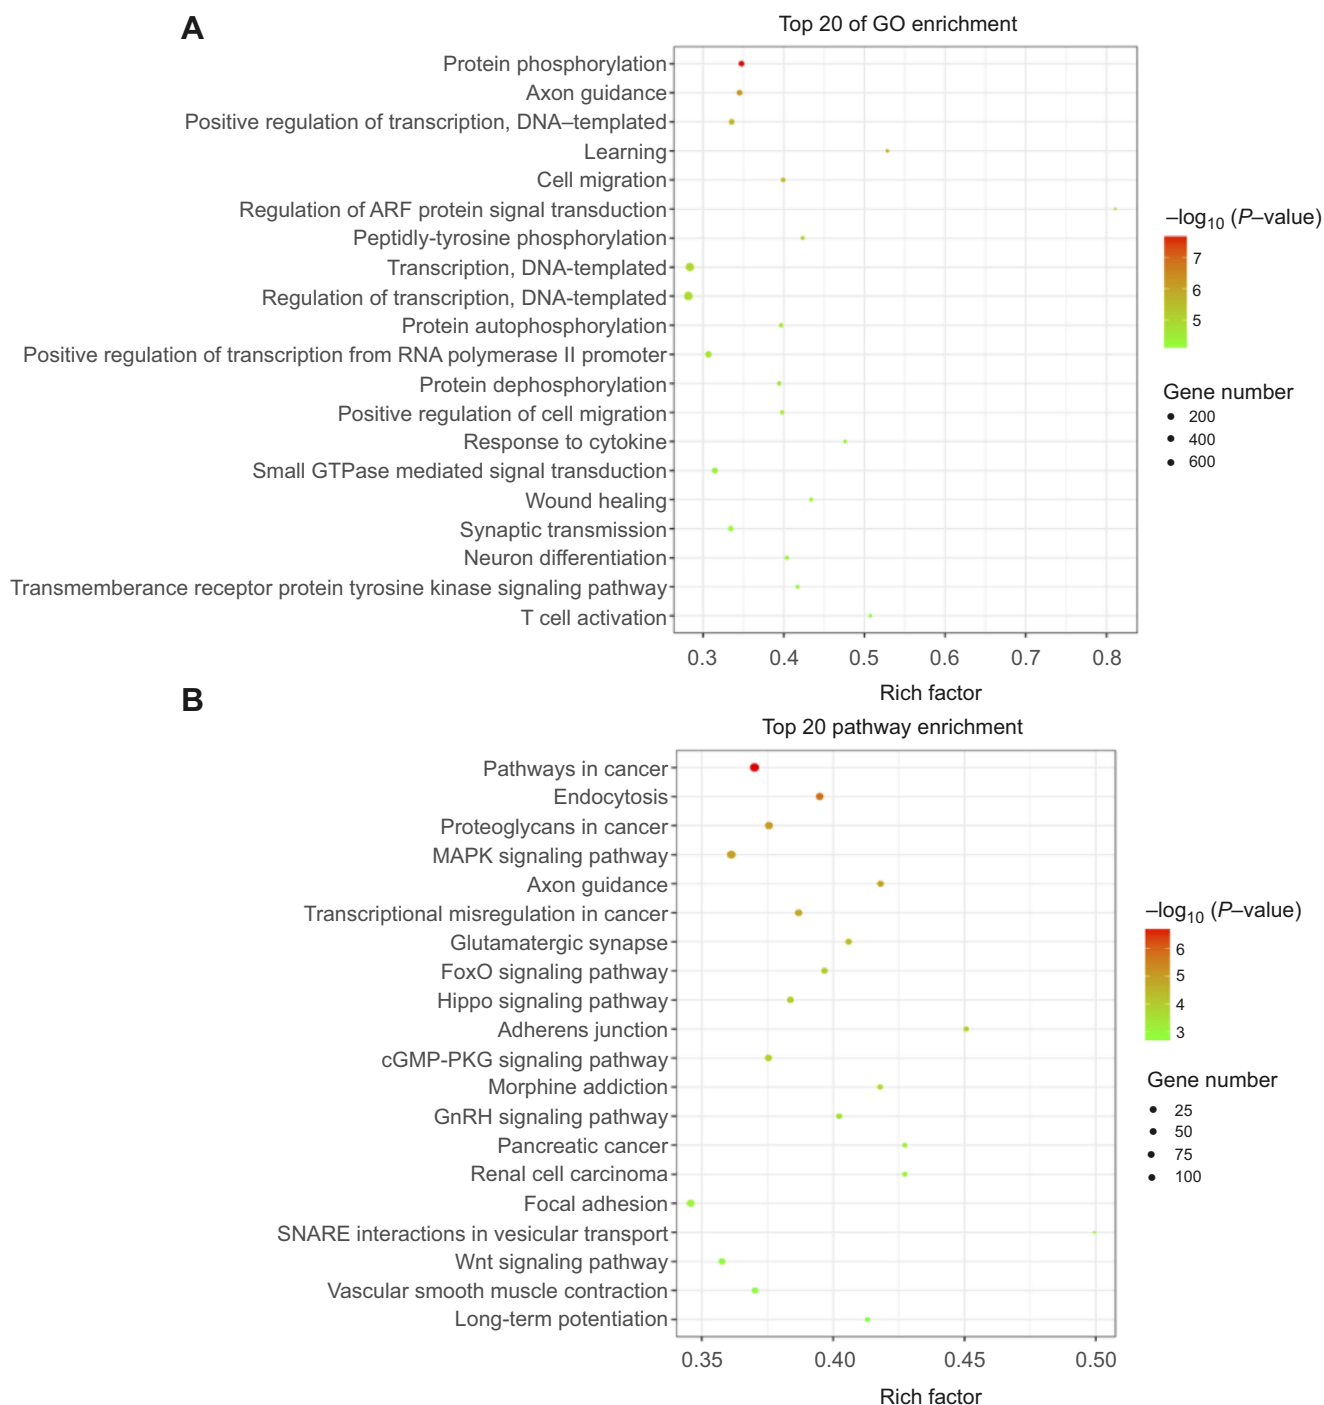 A
Top 20 of GO enrichment
Protein phosphorylation
Axon guidance
Positive regulation of transcription, DNA–templated
Learning
Cell migration
Regulation of ARF protein signal transduction
Peptidly-tyrosine phosphorylation
Transcription, DNA-templated
Regulation of transcription, DNA-templated
Protein autophosphorylation
Positive regulation of transcription from RNA polymerase II promoter
Protein dephosphorylation
Positive regulation of cell migration
Response to cytokine
Small GTPase mediated signal transduction
Wound healing
Synaptic transmission
Neuron differentiation
Transmemberance receptor protein tyrosine kinase signaling pathway
T cell activation
0.3 0.4 0.5 0.6 0.7 0.8
Rich factor
–log10 (P–value)
7
6
5
Gene number
200
400
600
B
Top 20 pathway enrichment
Pathways in cancer
Endocytosis
Proteoglycans in cancer
MAPK signaling pathway
Axon guidance
Transcriptional misregulation in cancer
Glutamatergic synapse
FoxO signaling pathway
Hippo signaling pathway
Adherens junction
cGMP-PKG signaling pathway
Morphine addiction
GnRH signaling pathway
Pancreatic cancer
Renal cell carcinoma
Focal adhesion
SNARE interactions in vesicular transport
Wnt signaling pathway
Vascular smooth muscle contraction
Long-term potentiation
0.35 0.40 0.45 0.50
Rich factor
–log10 (P–value)
6
5
4
3
Gene number
25
50
75
100